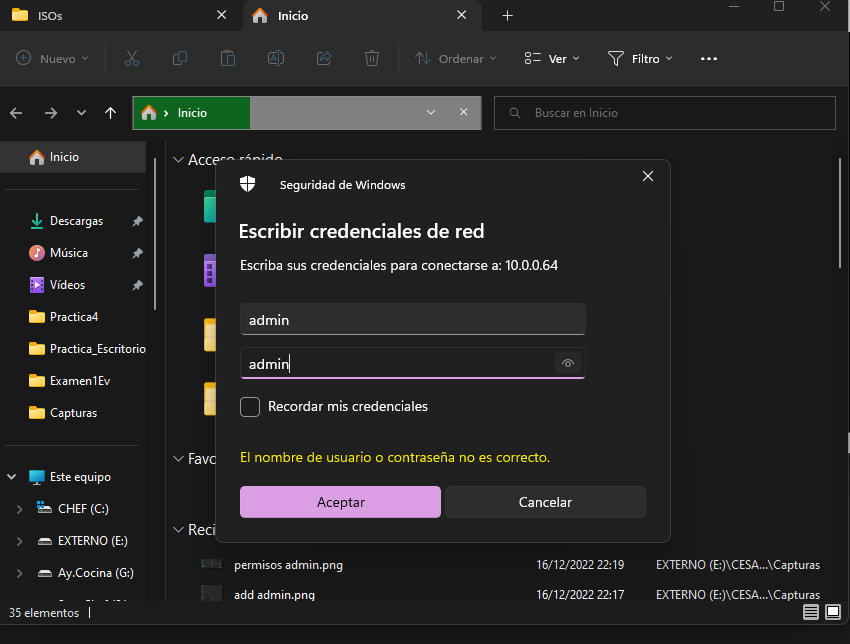 ISOs
Inicio
Nuevo
Ordenar
Ver
Filtro
Inicio
Buscar en Inicio
Inicio
Acceso rápido
Seguridad de Windows
Escribir credenciales de red
Escriba sus credenciales para conectarse a: 10.0.0.64
admin
admin
Recordar mis credenciales
El nombre de usuario o contraseña no es correcto.
Aceptar
Cancelar
Descargas
Música
Vídeos
Practica4
Practica_Escritorio
Examen1Ev
Capturas
Este equipo
CHEF (C:)
EXTERNO (E:)
Ay.Cocina (G:)
Favo
Reci
permisos admin.png 16/12/2022 22:19 EXTERNO (E:)\CESA...\Capturas
add admin.png 16/12/2022 22:17 EXTERNO (E:)\CESA...\Capturas
35 elementos